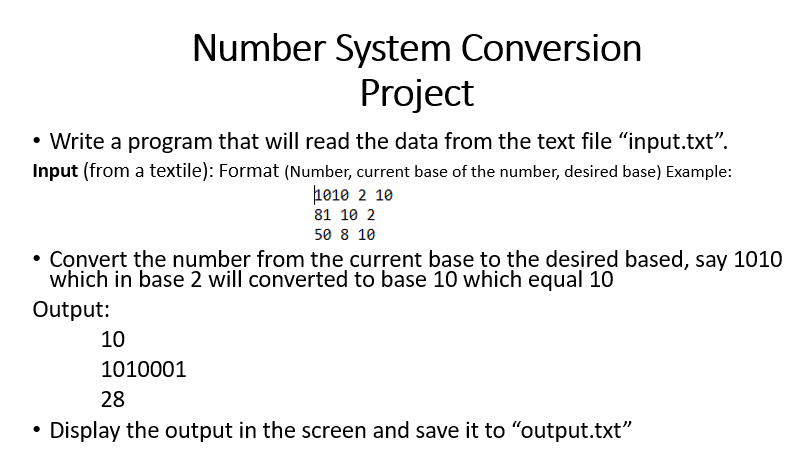 Number System Conversion
Project
• Write a program that will read the data from the text file “input.txt”.
Input (from a textile): Format (Number, current base of the number, desired base) Example:
1010 2 10
81 10 2
50 8 10
• Convert the number from the current base to the desired based, say 1010
which in base 2 will converted to base 10 which equal 10
Output:
10
1010001
28
• Display the output in the screen and save it to “output.txt”